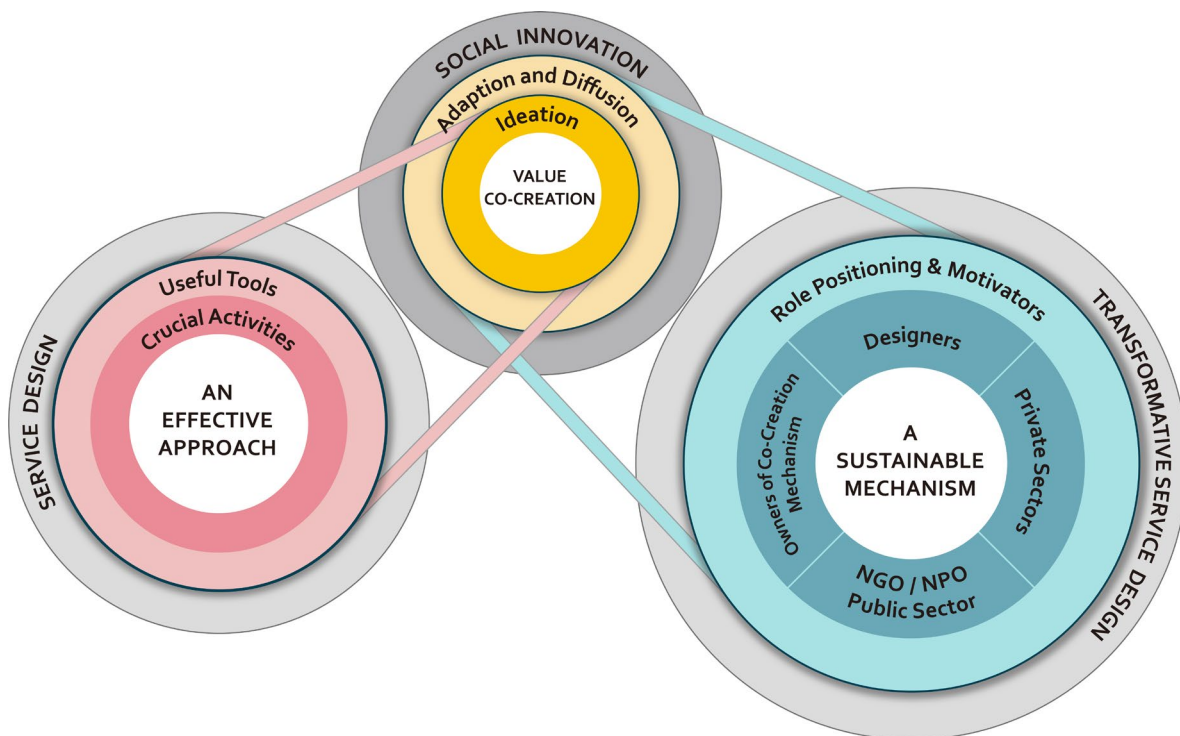 SOCIAL INNOVATION
Adaption and Diffusion
Ideation
VALUE
CO-CREATION
SERVICE DESIGN
Useful Tools
Crucial Activities
AN
EFFECTIVE
APPROACH
TRANSFORMATIVE SERVICE DESIGN
Role Positioning & Motivators
Designers
Private Sectors
Owners of Co-Creation
Mechanism
A
SUSTAINABLE
MECHANISM
NGO / NPO
Public Sector